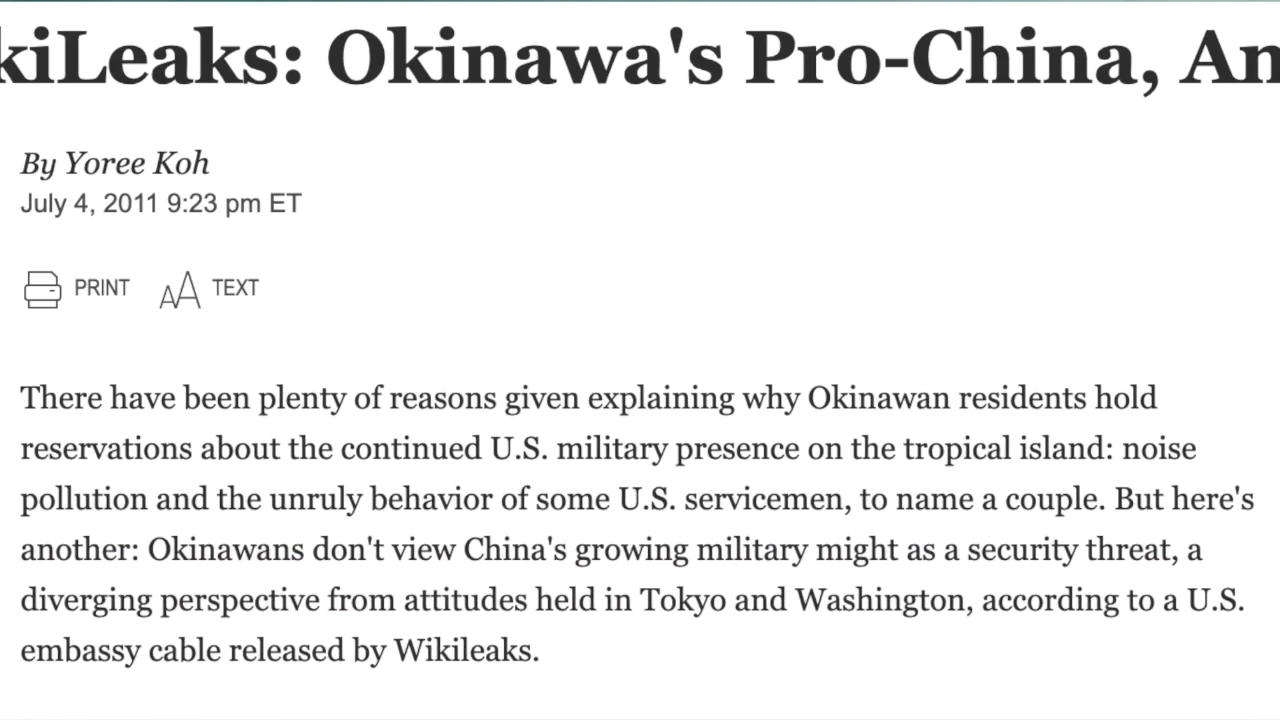 kiLeaks: Okinawa's Pro-China, An
By Yoree Koh
July 4, 2011 9:23 pm ET
PRINT AA TEXT
There have been plenty of reasons given explaining why Okinawan residents hold
reservations about the continued U.S. military presence on the tropical island: noise
pollution and the unruly behavior of some U.S. servicemen, to name a couple. But here's
another: Okinawans don't view China's growing military might as a security threat, a
diverging perspective from attitudes held in Tokyo and Washington, according to a U.S.
embassy cable released by Wikileaks.